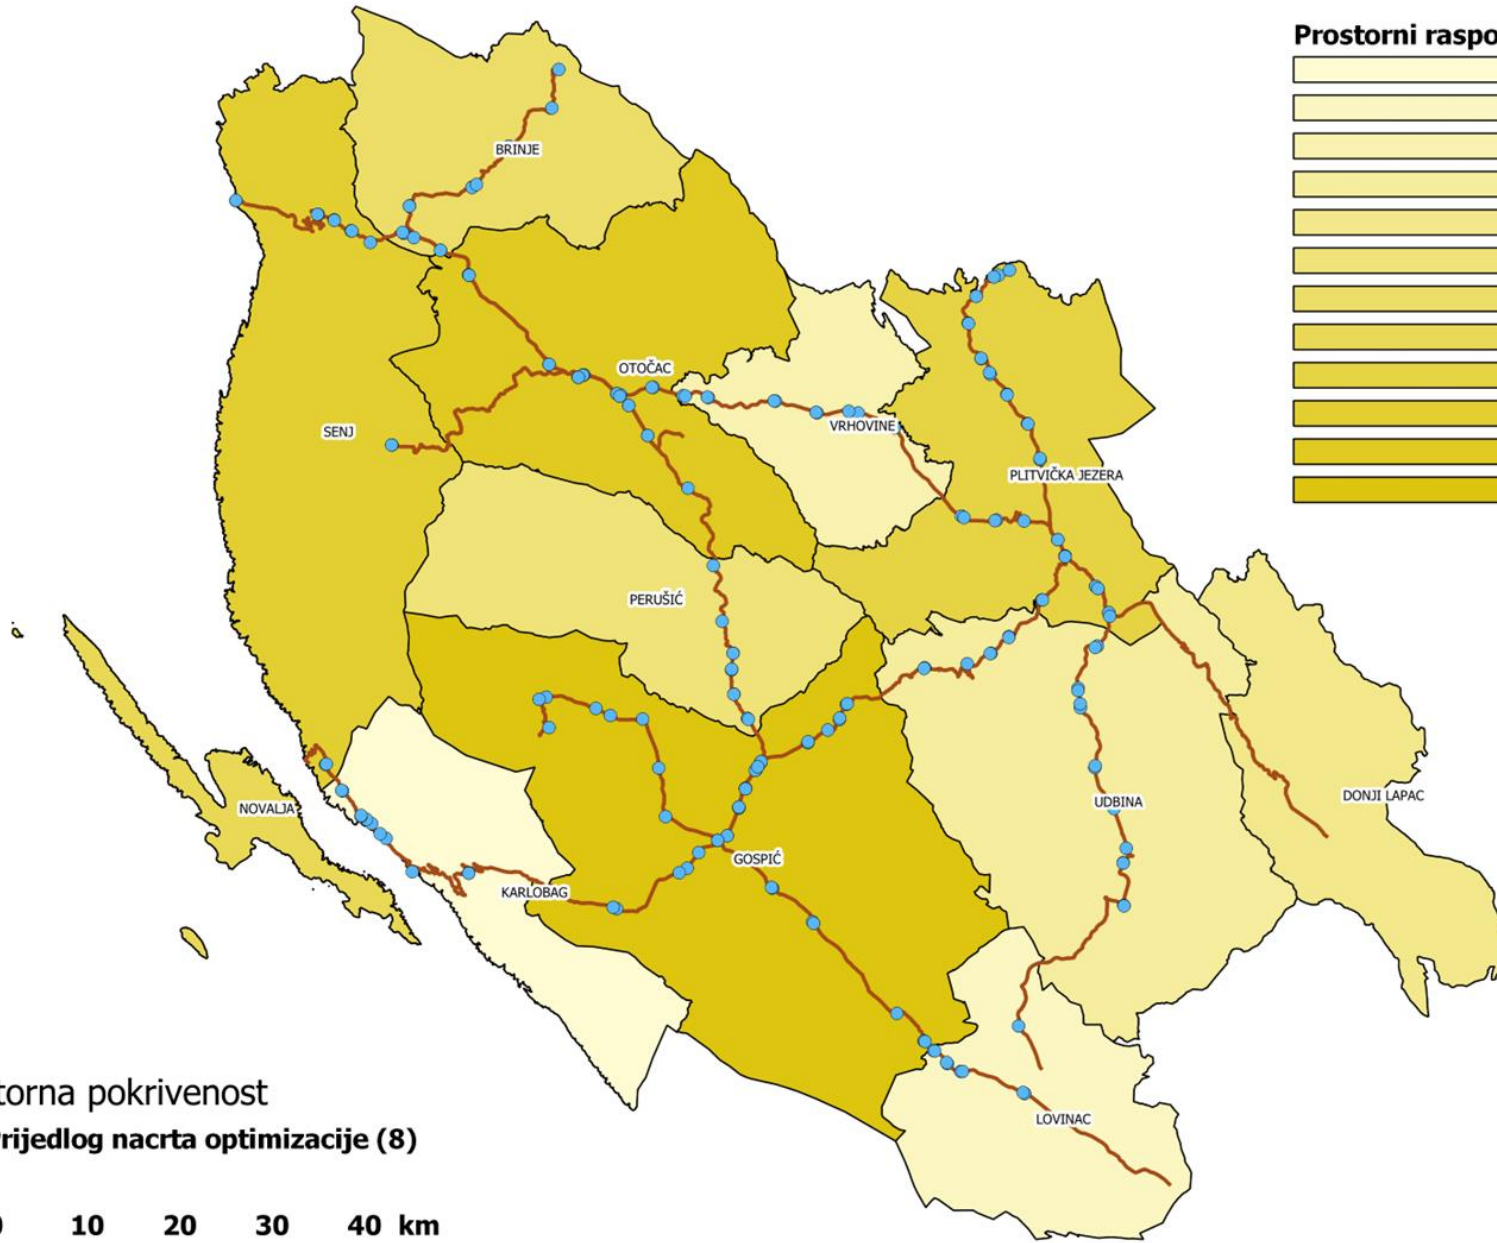 Prostorni raspo
BRINJE
OTOČAC
SENJ
VRHOVINE
PLITVIČKA JEZERA
PERUŠIĆ
NOVALJA
UDBINA
DONJI LAPAC
GOSPIĆ
KARLOBAG
LOVINAC
torna pokrivenost
rijedlog nacrta optimizacije (8)
0 10 20 30 40 km